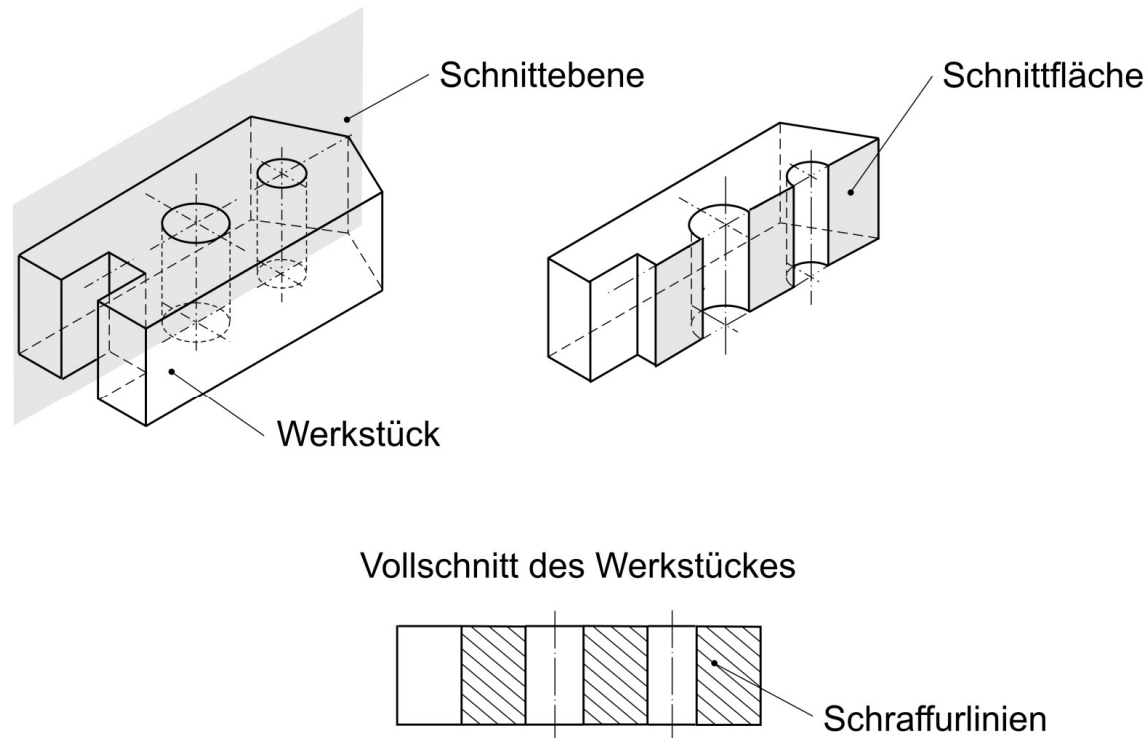 Schnittebene
Schnittfläche
Werkstück
Vollschnitt des Werkstückes
Schraffurlinien